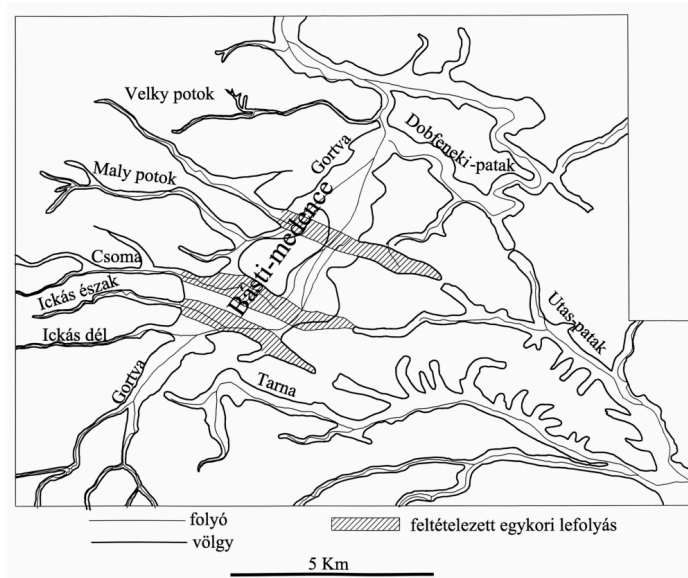 Velky potok
Dobfeneki-patak
Gortva
Maly potok
Básti-medence
Csoma
Ickás észak
Ickás dél
Utas-patak
Gortva
Tarna
folyó
feltételezett egykori lefolyás
völgy
5 Km